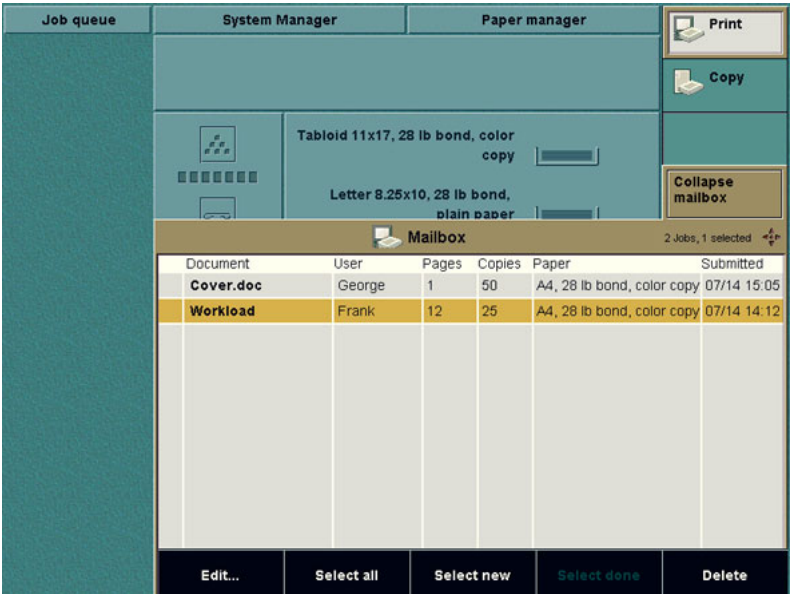 Job queue
System Manager
Paper manager
Print
Copy
Tabloid 11x17, 28 lb bond, color
copy
Letter 8.25x10, 28 lb bond,
plain paper
Collapse
mailbox
Mailbox
2 Jobs, 1 selected
Document User Pages Copies Paper Submitted
Cover.doc George 1 50 A4, 28 lb bond, color copy 07/14 15:05
Workload Frank 12 25 A4, 28 lb bond, color copy 07/14 14:12
Edit... Select all Select new Select done Delete